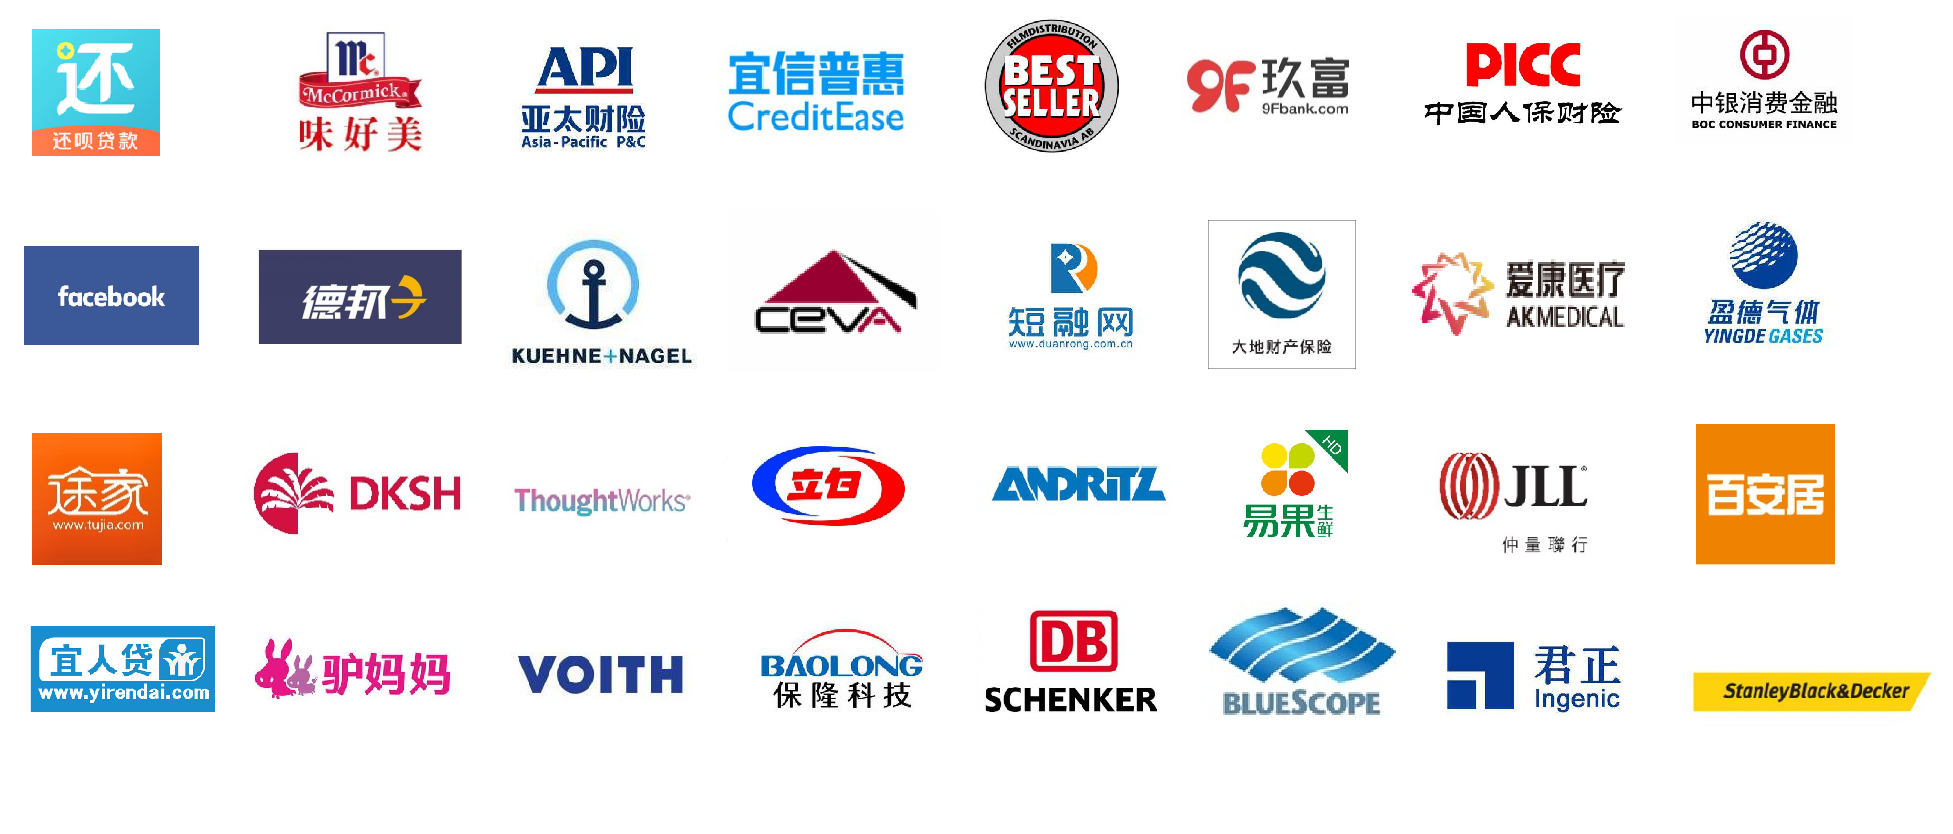 还
还呗贷款
Mc
McCormick®
味好美
API
亚太财险
Asia-Pacific P&C
宜信普惠
CreditEase
FILMDISTRIBUTION
BEST
SELLER
SCANDINAVIA AB
9F 玖富
9Fbank.com
PICC
中国人保财险
中银消费金融
BOC CONSUMER FINANCE
facebook
德邦
KUEHNE+NAGEL
CEVA
R
短融网
www.duanrong.com.cn
大地财产保险
爱康医疗
AKMEDICAL
盈德气体
YINGDE GASES
途家
www.tujia.com
DKSH
ThoughtWorks®
立白
ANDRITZ
HD
易果生鲜
JLL®
仲量聯行
百安居
宜人贷
www.yirendai.com
驴妈妈
VOITH
BAOLONG
保隆科技
DB
SCHENKER
BLUESCOPE
君正
Ingenic
StanleyBlack&Decker